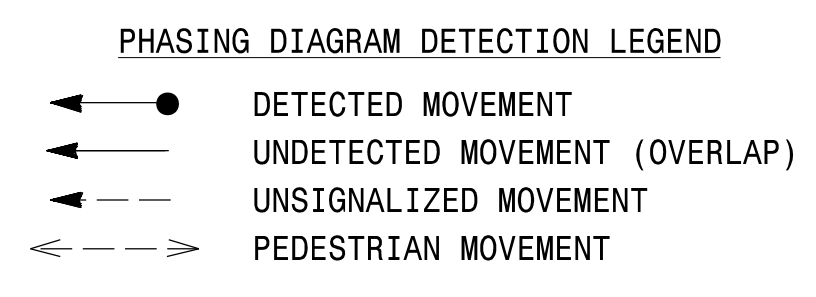 PHASING DIAGRAM DETECTION LEGEND
DETECTED MOVEMENT
UNDETECTED MOVEMENT (OVERLAP)
UNSIGNALIZED MOVEMENT
PEDESTRIAN MOVEMENT